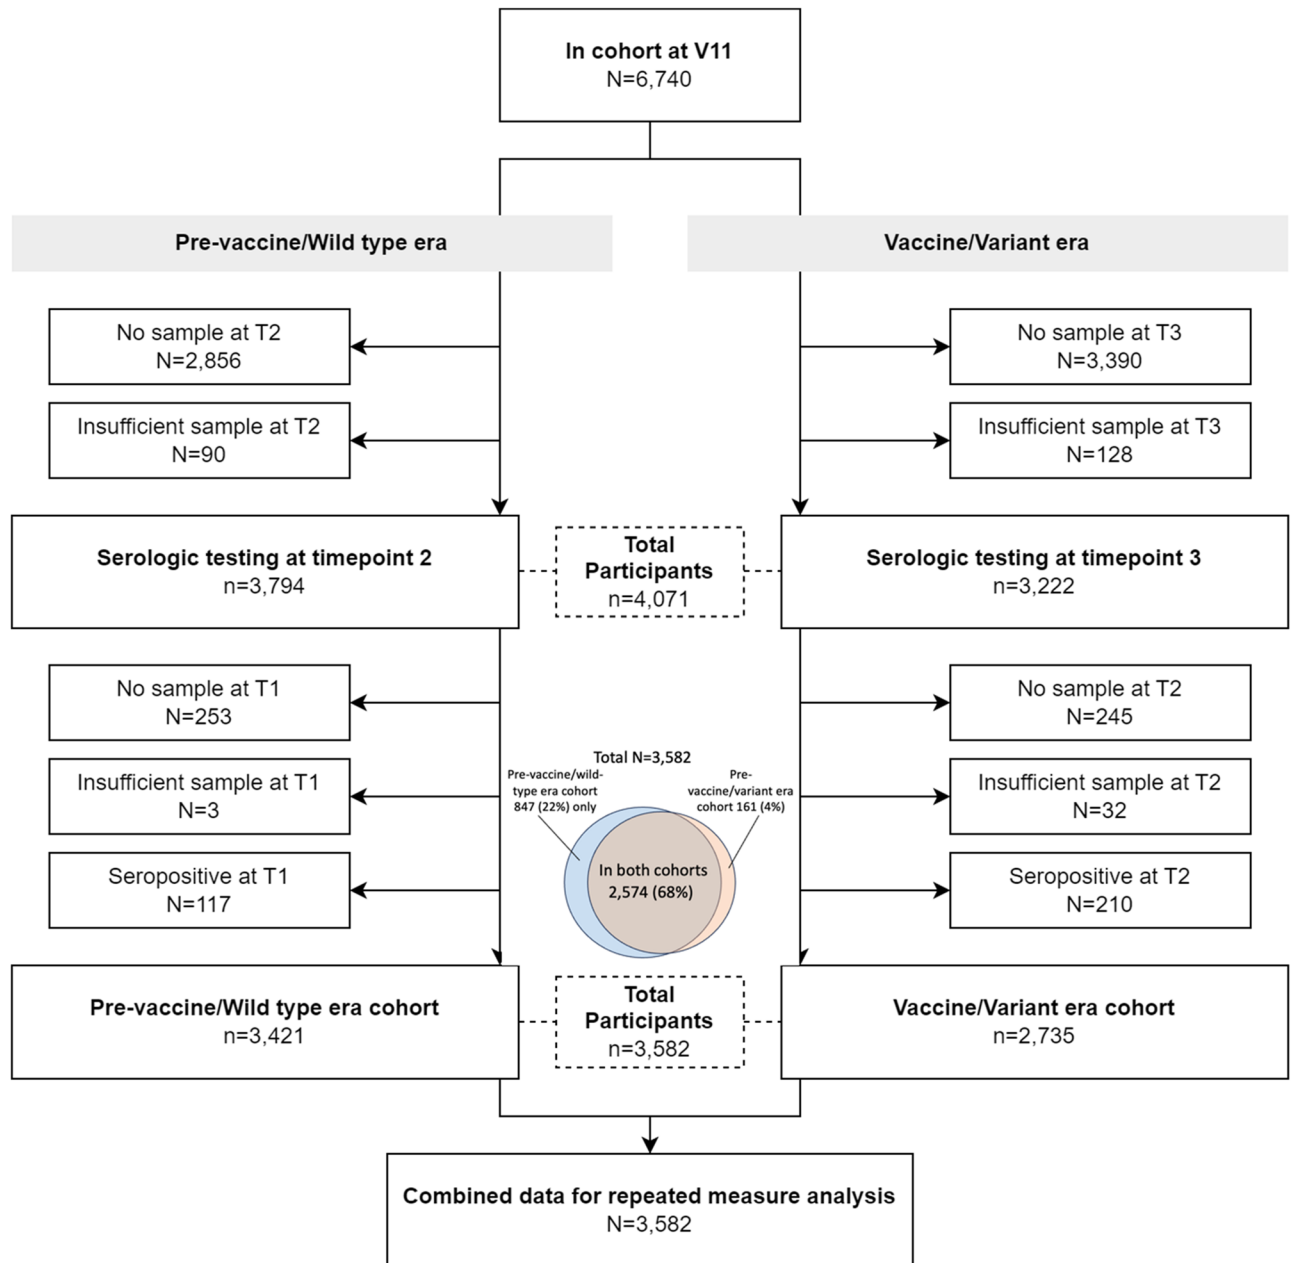 In cohort at V11
N=6,740
Pre-vaccine/Wild type era
Vaccine/Variant era
No sample at T2
N=2,856
No sample at T3
N=3,390
Insufficient sample at T2
N=90
Insufficient sample at T3
N=128
Serologic testing at timepoint 2
n=3,794
Total
Participants
n=4,071
Serologic testing at timepoint 3
n=3,222
No sample at T1
N=253
No sample at T2
N=245
Insufficient sample at T1
N=3
Total N=3,582
Pre-vaccine/wild-
type era cohort
847 (22%) only
Pre-
vaccine/variant era
cohort 161 (4%)
In both cohorts
2,574 (68%)
Insufficient sample at T2
N=32
Seropositive at T1
N=117
Seropositive at T2
N=210
Pre-vaccine/Wild type era cohort
n=3,421
Total
Participants
n=3,582
Vaccine/Variant era cohort
n=2,735
Combined data for repeated measure analysis
N=3,582